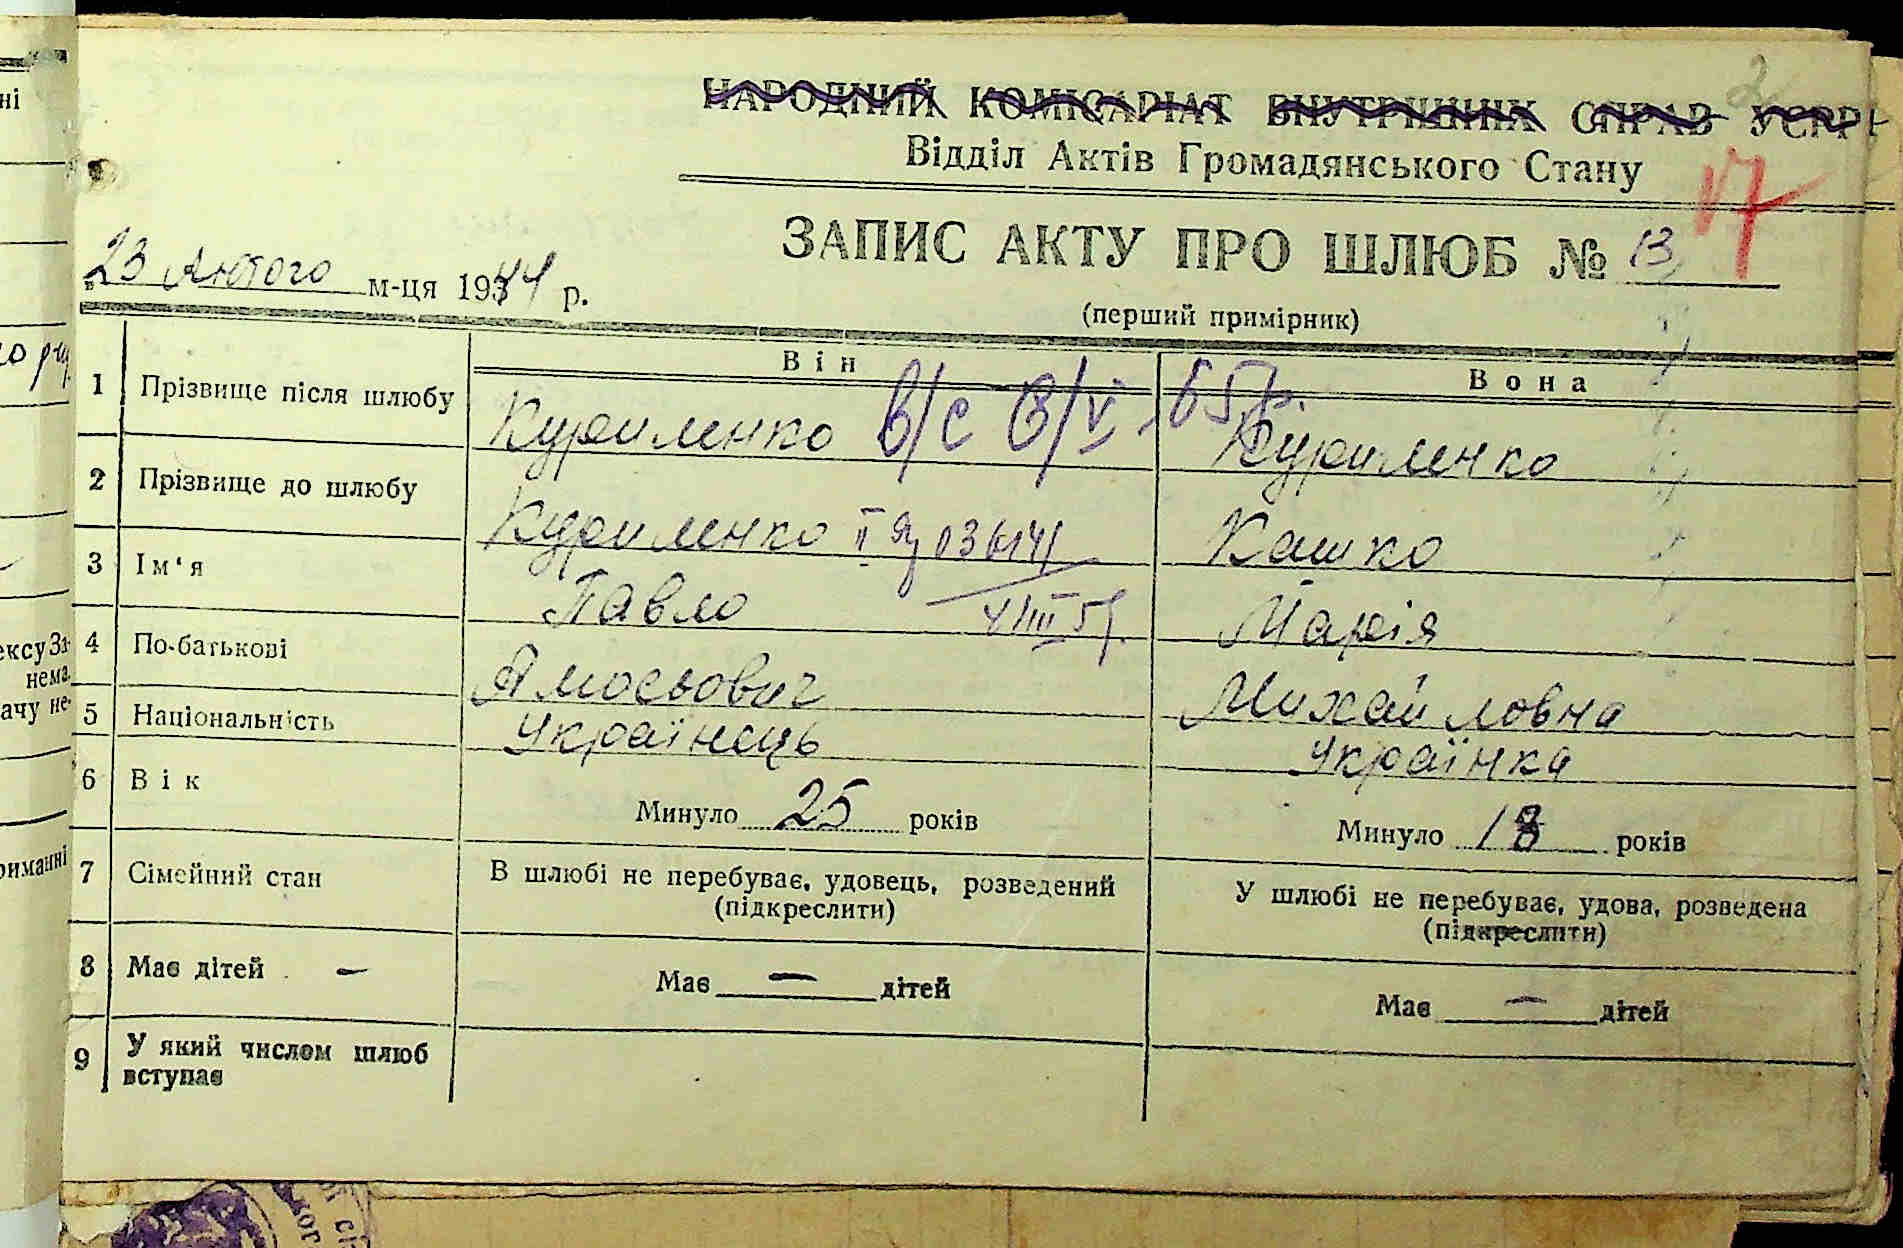 НАРОДНИЙ КОМІСАРІАТ ВНУТРІШНІХ СПРАВ УСРР
Відділ Актів Громадянського Стану
17
ЗАПИС АКТУ ПРО ШЛЮБ № 13
23 Лютого м-ця 1944 р.
(перший примірник)
Він Вона
1 Прізвище після шлюбу Куриленко в/с Куриленко
2 Прізвище до шлюбу Куриленко Кашко
3 Ім‘я Павло Марія
4 По-батькові Амосьович Михайловна
5 Національність Українець Українка
6 Вік Минуло 25 років Минуло 18 років
7 Сімейний стан В шлюбі не перебуває, удовець, розведений У шлюбі не перебуває, удова, розведена
(підкреслити) (підкреслити)
8 Має дітей — Має — дітей Має — дітей
9 У який числом шлюб
вступає